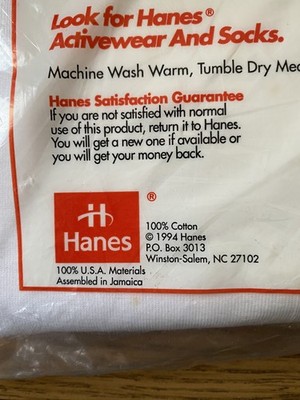 Look for Hanes®
Activewear And Socks.
Machine Wash Warm, Tumble Dry
Hanes Satisfaction Guarantee
If you are not satisfied with normal
use of this product, return it to Hanes.
You will get a new one if available or
you will get your money back.
®
H
Hanes
100% Cotton
© 1994 Hanes
P.O. Box 3013
Winston-Salem, NC 27102
100% U.S.A. Materials
Assembled in Jamaica